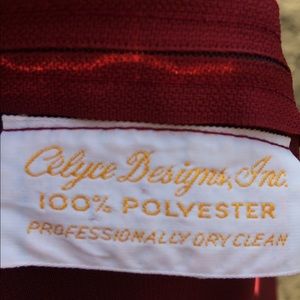 Celyce Designs, Inc.
100% POLYESTER
PROFESSIONALLY DRY CLEAN